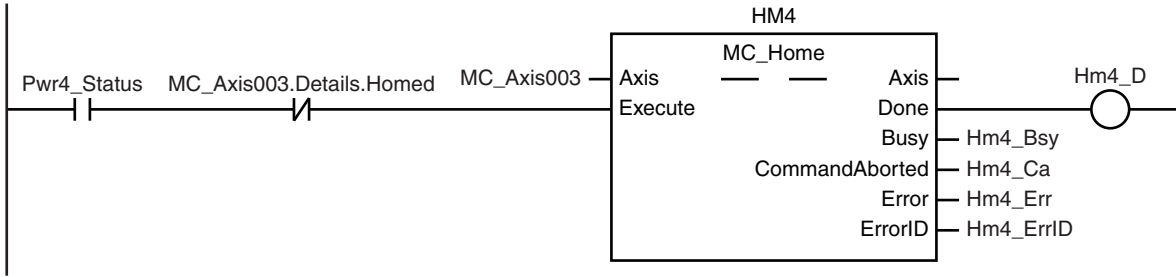 HM4
MC_Home
Pwr4_Status MC_Axis003.Details.Homed MC_Axis003 Axis Axis Hm4_D
Execute Done
Busy Hm4_Bsy
CommandAborted Hm4_Ca
Error Hm4_Err
ErrorID Hm4_ErrID